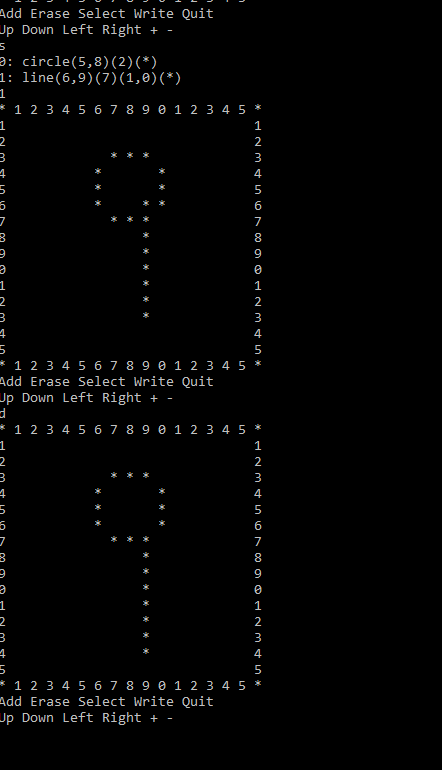 Add Erase Select Write Quit
Up Down Left Right + -
s
0: circle(5,8)(2)(*)
1: line(6,9)(7)(1,0)(*)
1
* 1 2 3 4 5 6 7 8 9 0 1 2 3 4 5 *
1                               1
2                               2
3             * * *             3
4           *       *           4
5           *       *           5
6           *     * *           6
7             * * *             7
8                 *             8
9                 *             9
0                 *             0
1                 *             1
2                 *             2
3                 *             3
4                               4
5                               5
* 1 2 3 4 5 6 7 8 9 0 1 2 3 4 5 *
Add Erase Select Write Quit
Up Down Left Right + -
d
* 1 2 3 4 5 6 7 8 9 0 1 2 3 4 5 *
1                               1
2                               2
3             * * *             3
4           *       *           4
5           *       *           5
6           *       *           6
7             * * *             7
8                 *             8
9                 *             9
0                 *             0
1                 *             1
2                 *             2
3                 *             3
4                 *             4
5                               5
* 1 2 3 4 5 6 7 8 9 0 1 2 3 4 5 *
Add Erase Select Write Quit
Up Down Left Right + -